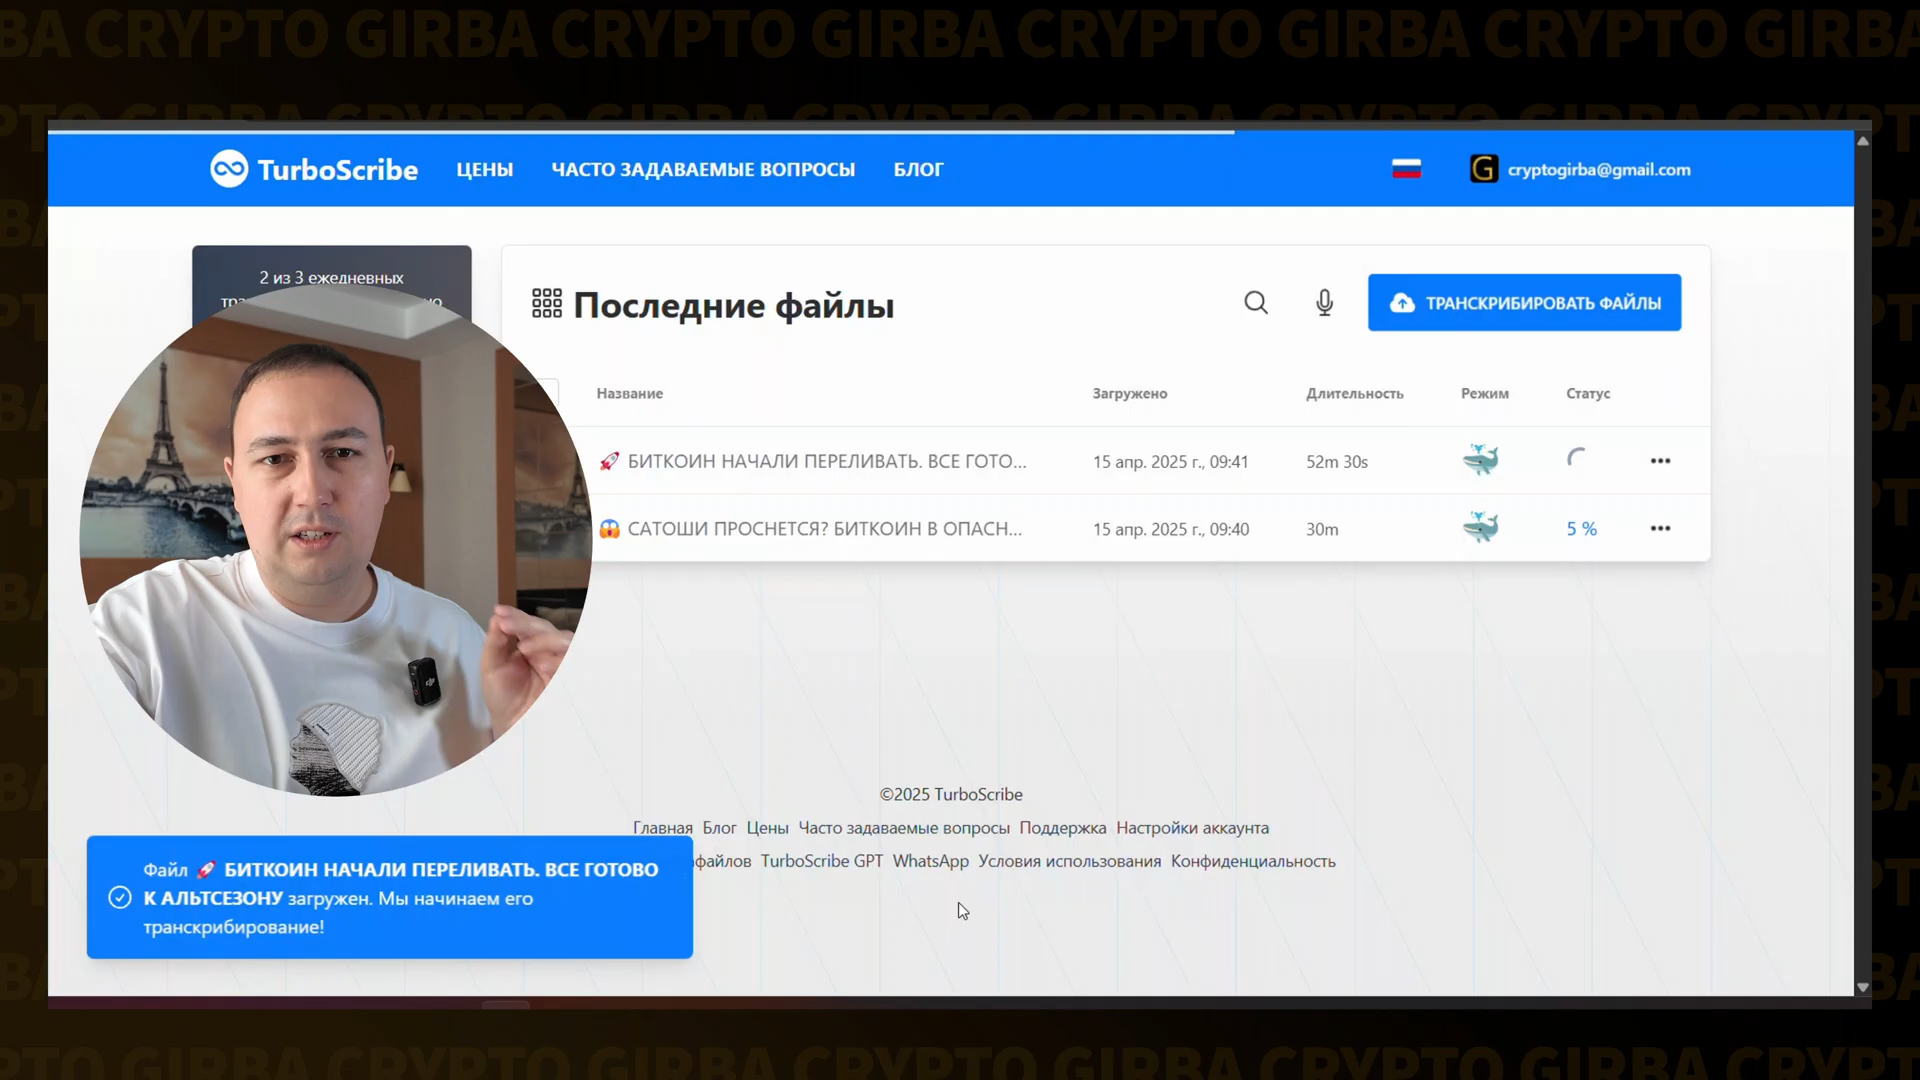 BA CRYPTO GIRBA CRYPTO GIRBA CRYPTO GIRBA CRYPTO GIRBA
TurboScribe
ЦЕНЫ
ЧАСТО ЗАДАВАЕМЫЕ ВОПРОСЫ
БЛОГ
G cryptogirba@gmail.com
2 из 3 ежедневных
Последние файлы
ТРАНСКРИБИРОВАТЬ ФАЙЛЫ
Название Загружено Длительность Режим Статус
🚀 БИТКОИН НАЧАЛИ ПЕРЕЛИВАТЬ. ВСЕ ГОТО... 15 апр. 2025 г., 09:41 52m 30s
😱 САТОШИ ПРОСНЕТСЯ? БИТКОИН В ОПАСН... 15 апр. 2025 г., 09:40 30m 5 %
©2025 TurboScribe
Главная Блог Цены Часто задаваемые вопросы Поддержка Настройки аккаунта
файлов TurboScribe GPT WhatsApp Условия использования Конфиденциальность
Файл 🚀 БИТКОИН НАЧАЛИ ПЕРЕЛИВАТЬ. ВСЕ ГОТОВО
К АЛЬТСЕЗОНУ загружен. Мы начинаем его
транскрибирование!